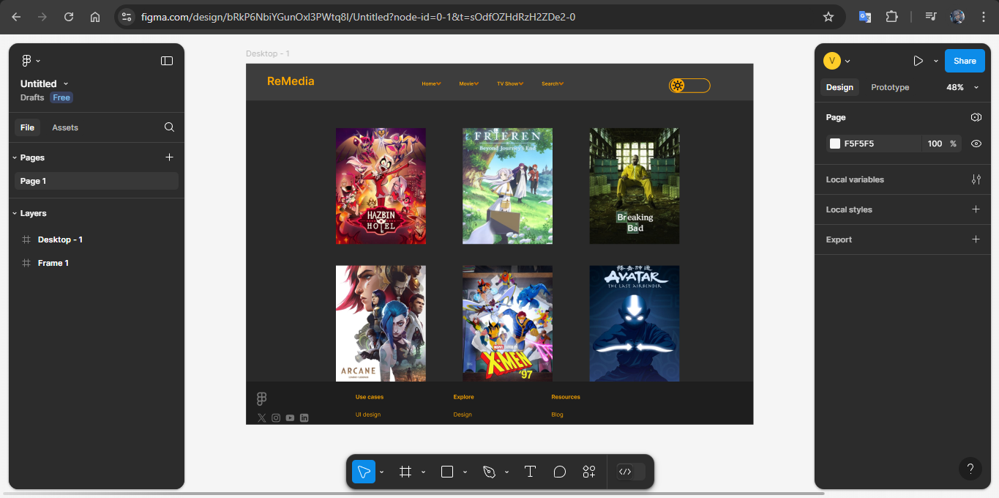 figma.com/design/bRkP6NbiYGunOxl3PWtq8I/Untitled?node-id=0-1&t=sOdfOZHdRzH2ZDe2-0
Untitled
Drafts Free
File Assets
Pages
Page 1
Layers
Desktop - 1
Frame 1
Desktop - 1
ReMedia
Home Movie TV Show Search
HAZBIN
HOTEL
FRIEREN
Beyond Journey's End
Breaking
Bad
ARCANE
X-MEN
'97
AVATAR
THE LAST AIRBENDER
Use cases Explore Resources
UI design Design Blog
V
Share
Design Prototype 48%
Page
F5F5F5 100 %
Local variables
Local styles
Export